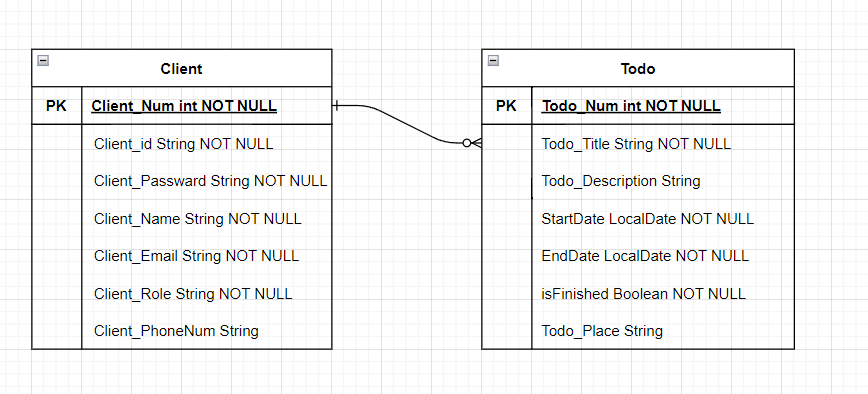 Client
PK
Client_Num int NOT NULL
Client_id String NOT NULL
Client_Passward String NOT NULL
Client_Name String NOT NULL
Client_Email String NOT NULL
Client_Role String NOT NULL
Client_PhoneNum String
Todo
PK
Todo_Num int NOT NULL
Todo_Title String NOT NULL
Todo_Description String
StartDate LocalDate NOT NULL
EndDate LocalDate NOT NULL
isFinished Boolean NOT NULL
Todo_Place String